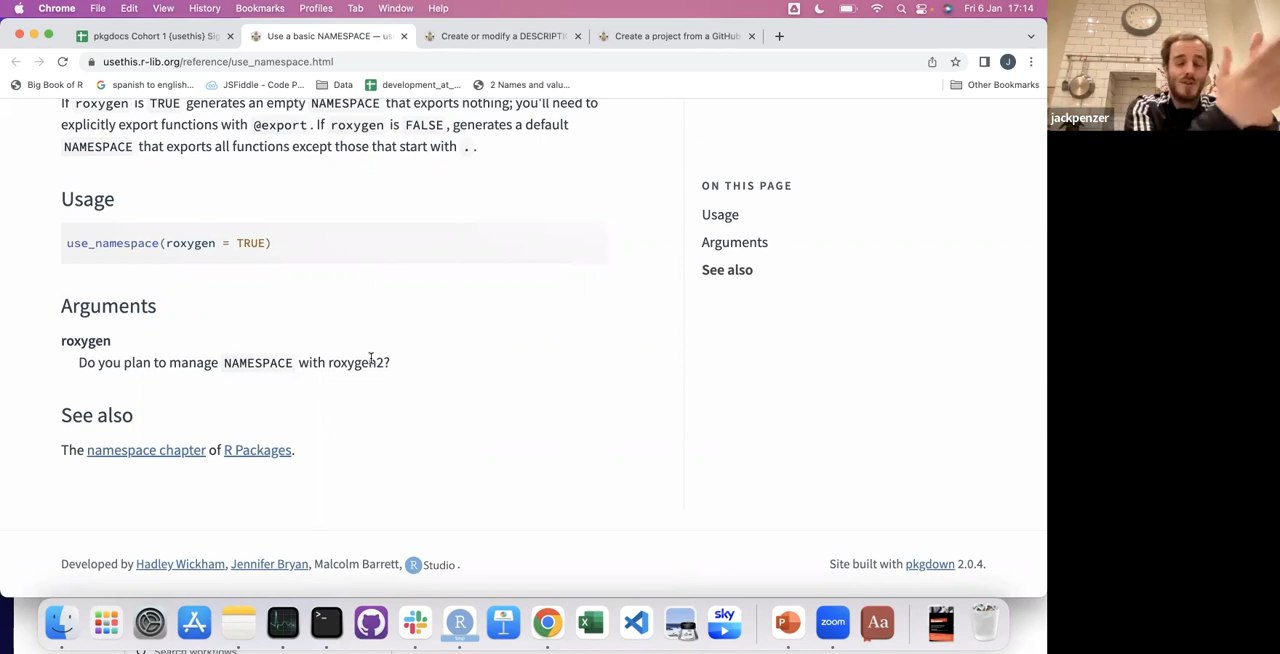 Chrome File Edit View History Bookmarks Profiles Tab Window Help Fri 6 Jan 17:14
pkgdocs Cohort 1 {usethis} Sig
Use a basic NAMESPACE — us
Create or modify a DESCRIPTI
Create a project from a GitHub
usethis.r-lib.org/reference/use_namespace.html
J
Big Book of R
spanish to english...
JSFiddle - Code P...
Data
development_at_...
2 Names and valu...
Other Bookmarks
If roxygen is TRUE generates an empty NAMESPACE that exports nothing; you'll need to
explicitly export functions with @export. If roxygen is FALSE, generates a default
NAMESPACE that exports all functions except those that start with ..
Usage
use_namespace(roxygen = TRUE)
Arguments
roxygen
Do you plan to manage NAMESPACE with roxygen2?
See also
The namespace chapter of R Packages.
ON THIS PAGE
Usage
Arguments
See also
Developed by Hadley Wickham, Jennifer Bryan, Malcolm Barrett, R Studio.
Site built with pkgdown 2.0.4.
jackpenzer
R
sky
zoom
Aa
Search workflows